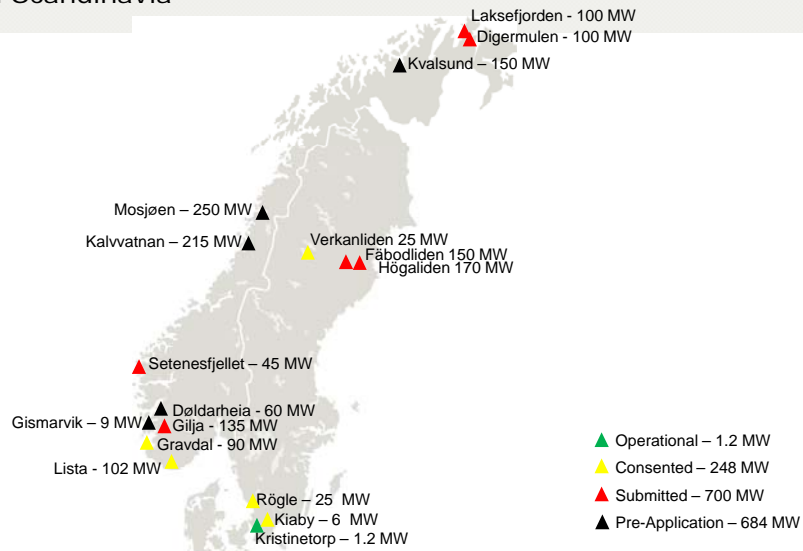 Scandinavia
Laksefjorden - 100 MW
Digermulen - 100 MW
Kvalsund – 150 MW
Mosjøen – 250 MW
Kalvvatnan – 215 MW
Verkanliden 25 MW
Fäbodliden 150 MW
Högaliden 170 MW
Setenesfjellet – 45 MW
Døldarheia - 60 MW
Gismarvik – 9 MW
Gilja - 135 MW
Gravdal - 90 MW
Lista - 102 MW
Rögle – 25 MW
Kiaby – 6 MW
Kristinetorp – 1.2 MW
Operational – 1.2 MW
Consented – 248 MW
Submitted – 700 MW
Pre-Application – 684 MW